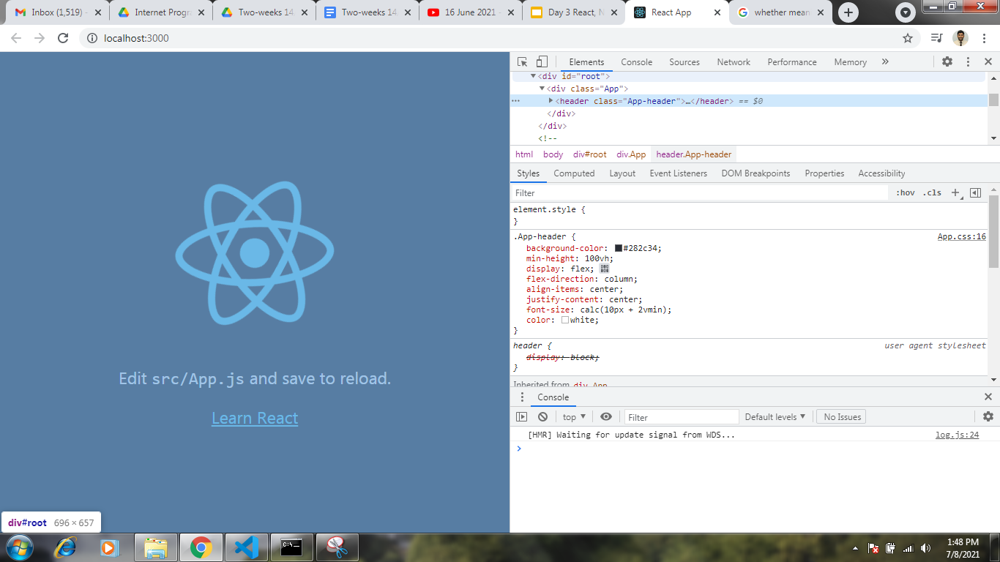 Inbox (1,519) -
Internet Progr
Two-weeks 14
Two-weeks 14
16 June 2021 -
Day 3 React, N
React App
whether mean
localhost:3000
Elements Console Sources Network Performance Memory »
<div id="root">
<div class="App">
<header class="App-header">…</header> == $0
</div>
</div>
<!--
html body div#root div.App header.App-header
Styles Computed Layout Event Listeners DOM Breakpoints Properties Accessibility
Filter :hov .cls +
element.style {
}
.App-header { App.css:16
background-color: #282c34;
min-height: 100vh;
display: flex;
flex-direction: column;
align-items: center;
justify-content: center;
font-size: calc(10px + 2vmin);
color: white;
}
header { user agent stylesheet
display: block;
}
Inherited from div.App
Console
top ▼ Filter Default levels ▼ No Issues
[HMR] Waiting for update signal from WDS... log.js:24
Edit src/App.js and save to reload.
Learn React
div#root 696 × 657
C:\_
1:48 PM
7/8/2021